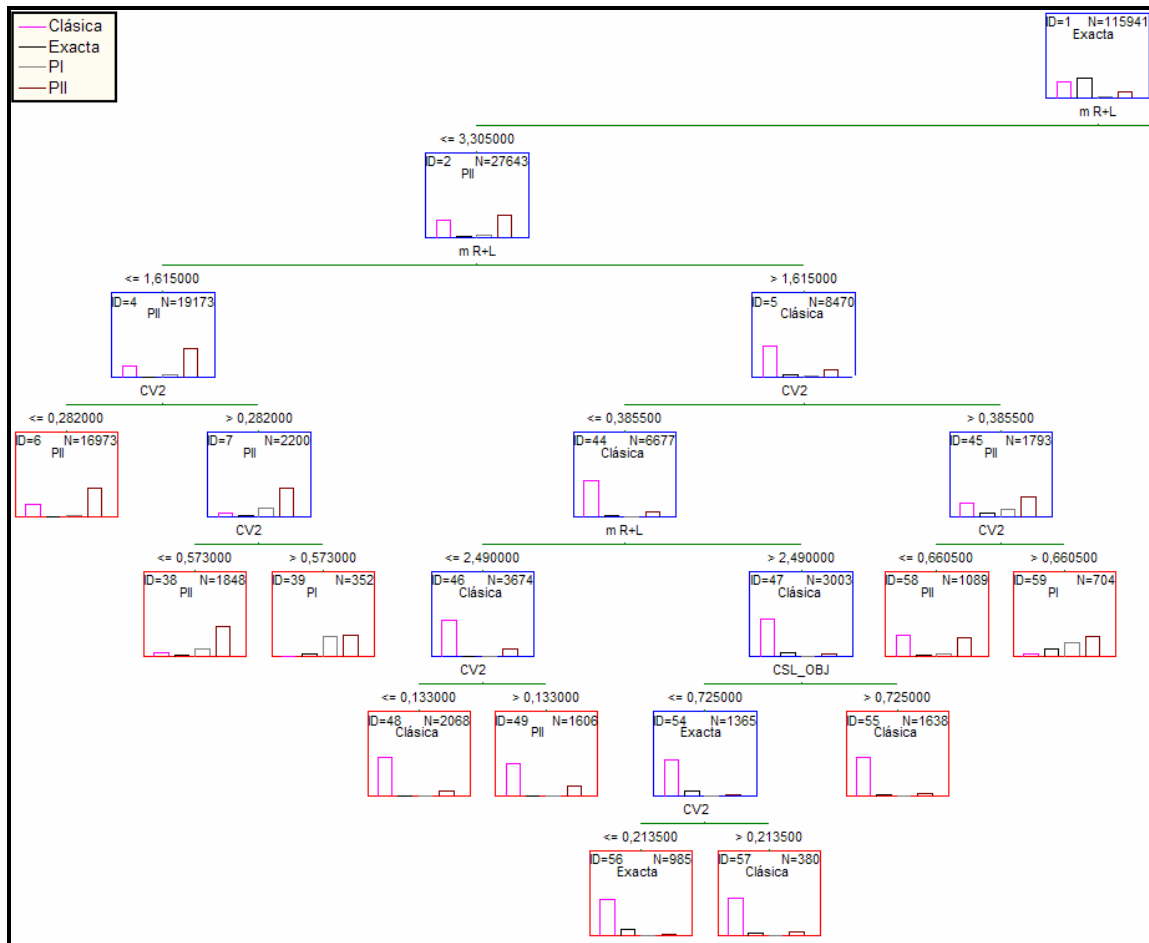 Clásica
Exacta
PI
PII
ID=1 N=115941
Exacta
m R+L
<= 3,305000
ID=2 N=27643
PII
m R+L
<= 1,615000 > 1,615000
ID=4 N=19173 ID=5 N=8470
PII Clásica
CV2 CV2
<= 0,282000 > 0,282000 <= 0,385500 > 0,385500
ID=6 N=16973 ID=7 N=2200 ID=44 N=6677 ID=45 N=1793
PII PII Clásica PII
CV2 m R+L CV2
<= 0,573000 > 0,573000 <= 2,490000 > 2,490000 <= 0,660500 > 0,660500
ID=38 N=1848 ID=39 N=352 ID=46 N=3674 ID=47 N=3003 ID=58 N=1089 ID=59 N=704
PII PI Clásica Clásica PII PI
CV2 CSL_OBJ
<= 0,133000 > 0,133000 <= 0,725000 > 0,725000
ID=48 N=2068 ID=49 N=1606 ID=54 N=1365 ID=55 N=1638
Clásica PII Exacta Clásica
CV2
<= 0,213500 > 0,213500
ID=56 N=985 ID=57 N=380
Exacta Clásica